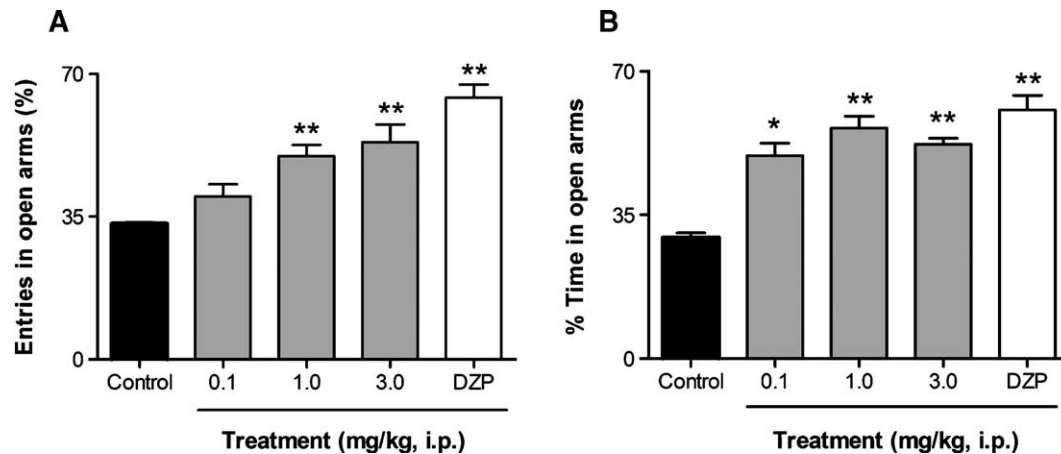 A
Entries in open arms (%)
70
35
0
**
**
**
Control
0.1
1.0
3.0
DZP
Treatment (mg/kg, i.p.)
B
% Time in open arms
70
35
0
*
**
**
**
Control
0.1
1.0
3.0
DZP
Treatment (mg/kg, i.p.)